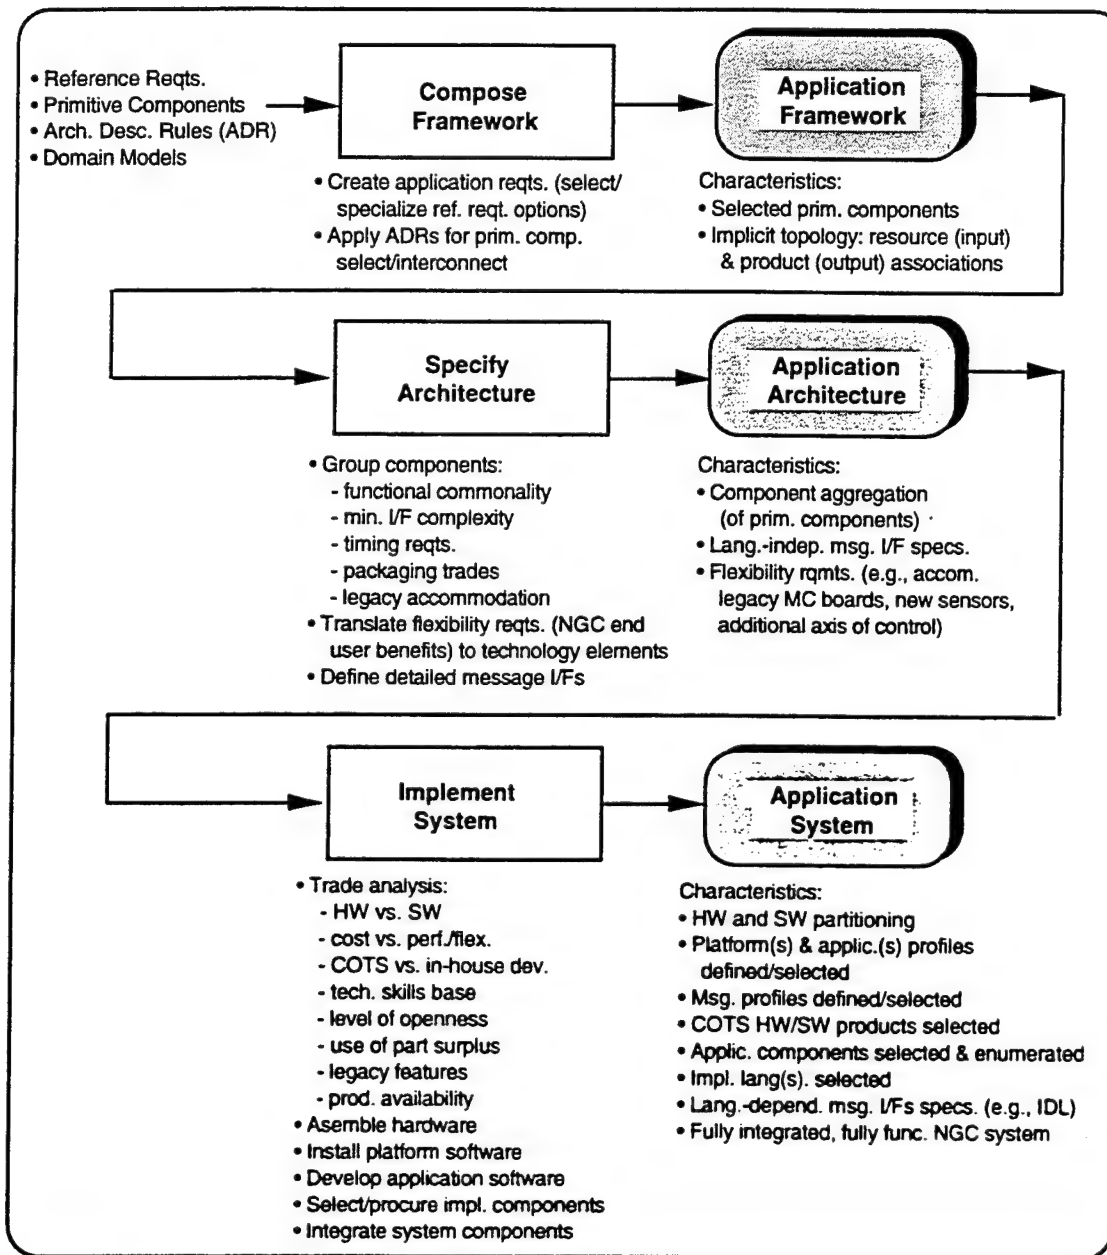 • Reference Reqts.
• Primitive Components
• Arch. Desc. Rules (ADR)
• Domain Models
Compose
Framework
Application
Framework
• Create application reqts. (select/
specialize ref. reqt. options)
• Apply ADRs for prim. comp.
select/interconnect
Characteristics:
• Selected prim. components
• Implicit topology: resource (input)
& product (output) associations
Specify
Architecture
Application
Architecture
• Group components:
- functional commonality
- min. I/F complexity
- timing reqts.
- packaging trades
- legacy accommodation
• Translate flexibility reqts. (NGC end
user benefits) to technology elements
• Define detailed message I/Fs
Characteristics:
• Component aggregation
(of prim. components)
• Lang.-indep. msg. I/F specs.
• Flexibility rqmts. (e.g., accom.
legacy MC boards, new sensors,
additional axis of control)
Implement
System
Application
System
• Trade analysis:
- HW vs. SW
- cost vs. perf./flex.
- COTS vs. in-house dev.
- tech. skills base
- level of openness
- use of part surplus
- legacy features
- prod. availability
• Asemble hardware
• Install platform software
• Develop application software
• Select/procure impl. components
• Integrate system components
Characteristics:
• HW and SW partitioning
• Platform(s) & applic.(s) profiles
defined/selected
• Msg. profiles defined/selected
• COTS HW/SW products selected
• Applic. components selected & enumerated
• Impl. lang(s). selected
• Lang.-depend. msg. I/Fs specs. (e.g., IDL)
• Fully integrated, fully func. NGC system